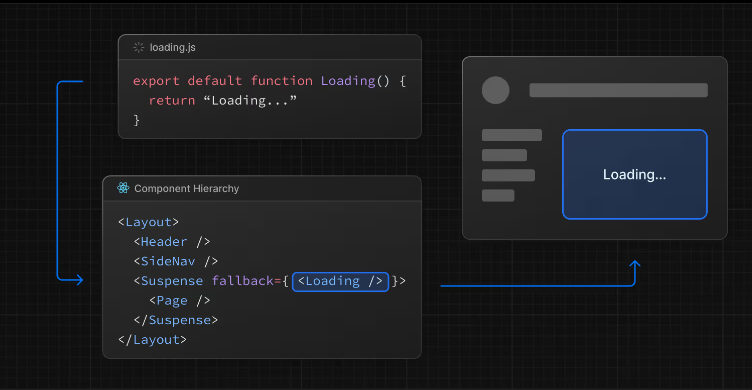 loading.js
export default function Loading() {
  return “Loading...”
}
Component Hierarchy
<Layout>
  <Header />
  <SideNav />
  <Suspense fallback={ <Loading /> }>
    <Page />
  </Suspense>
</Layout>
Loading...